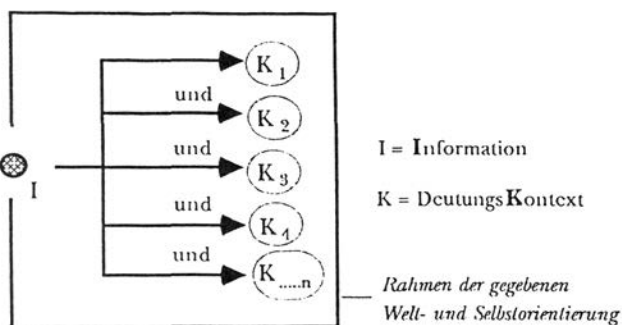 K 1
und
K 2
und
K 3
I
und
K 4
und
K .....n
I = Information
K = DeutungsKontext
Rahmen der gegebenen
Welt- und Selbstorientierung